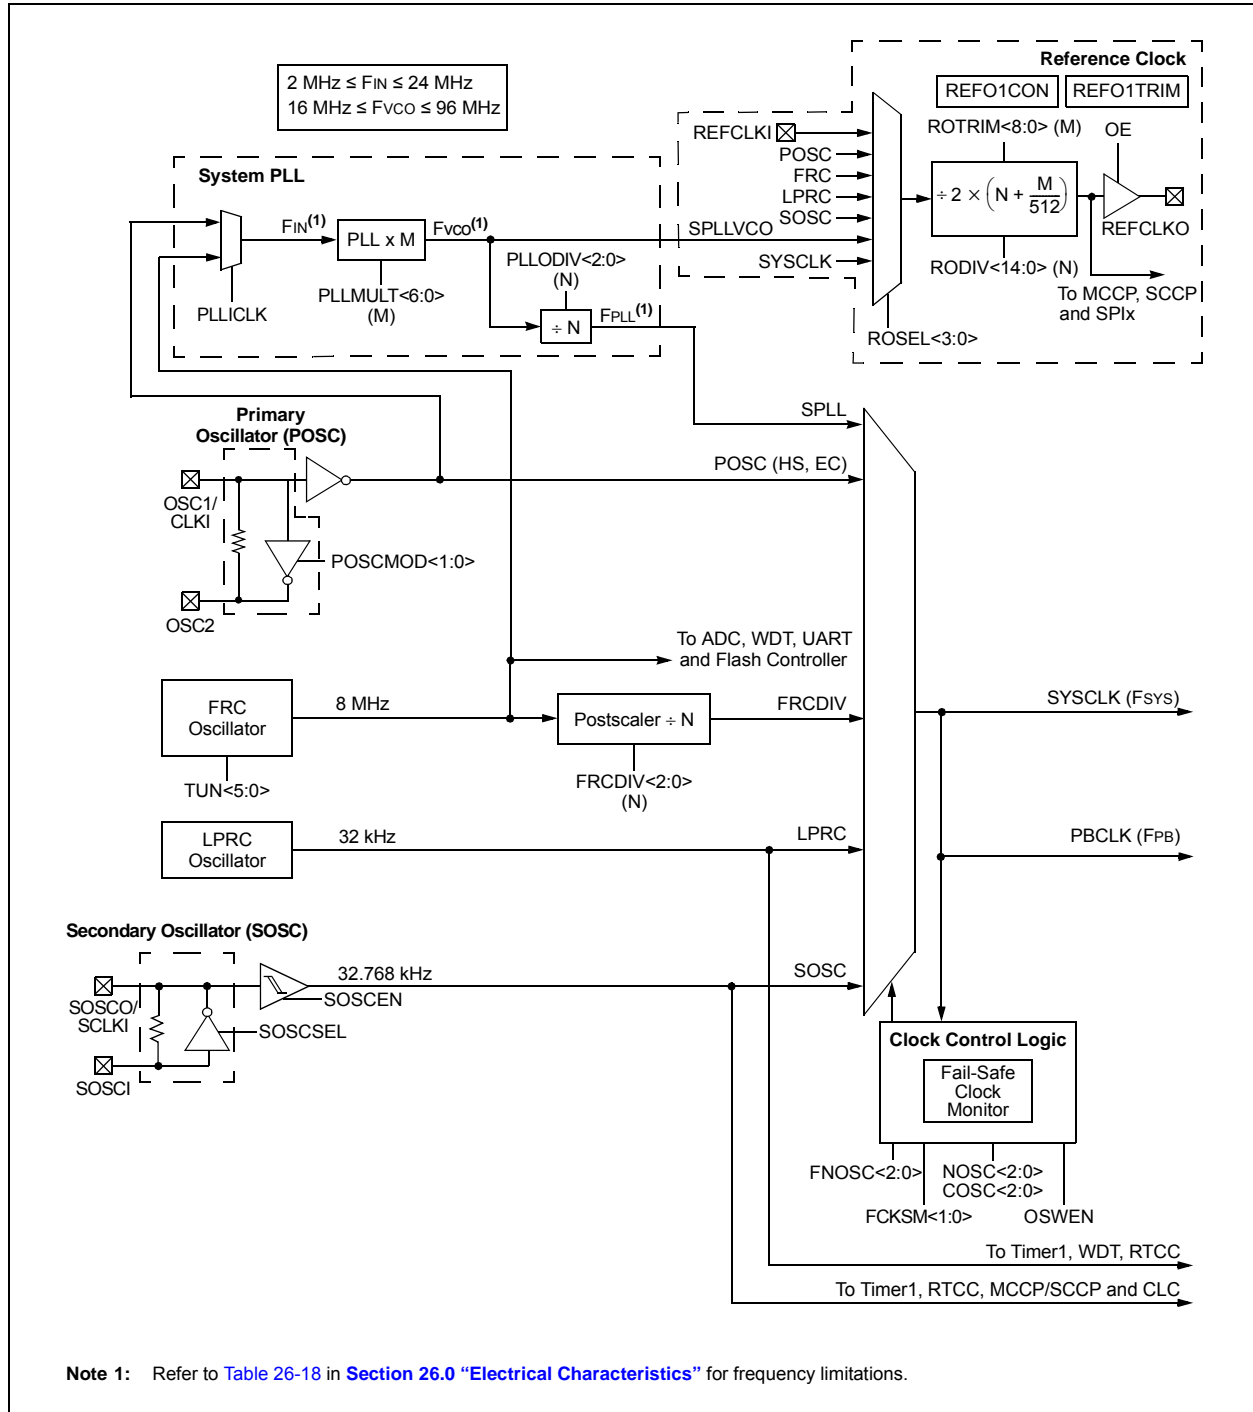 2 MHz ≤ FIN ≤ 24 MHz
16 MHz ≤ FVCO ≤ 96 MHz
Reference Clock
REFO1CON
REFO1TRIM
REFCLKI
POSC
FRC
LPRC
SOSC
SPLLVCO
SYSCLK
ROTRIM<8:0> (M)
OE
÷ 2 × (N + M/512)
REFCLKO
RODIV<14:0> (N)
To MCCP, SCCP
and SPIx
ROSEL<3:0>
System PLL
FIN(1)
PLL x M
FVCO(1)
PLLICLK
PLLMULT<6:0>
(M)
PLLODIV<2:0>
(N)
÷ N
FPLL(1)
SPLL
Primary
Oscillator (POSC)
POSC (HS, EC)
OSC1/
CLKI
POSCMOD<1:0>
OSC2
To ADC, WDT, UART
and Flash Controller
FRC
Oscillator
8 MHz
Postscaler ÷ N
FRCDIV
TUN<5:0>
FRCDIV<2:0>
(N)
SYSCLK (FSYS)
LPRC
Oscillator
32 kHz
LPRC
PBCLK (FPB)
Secondary Oscillator (SOSC)
32.768 kHz
SOSC
SOSCO/
SCLKI
SOSCEN
SOSCSEL
SOSCI
Clock Control Logic
Fail-Safe
Clock
Monitor
FNOSC<2:0>
NOSC<2:0>
COSC<2:0>
FCKSM<1:0>
OSWEN
To Timer1, WDT, RTCC
To Timer1, RTCC, MCCP/SCCP and CLC
Note 1: Refer to Table 26-18 in Section 26.0 “Electrical Characteristics” for frequency limitations.